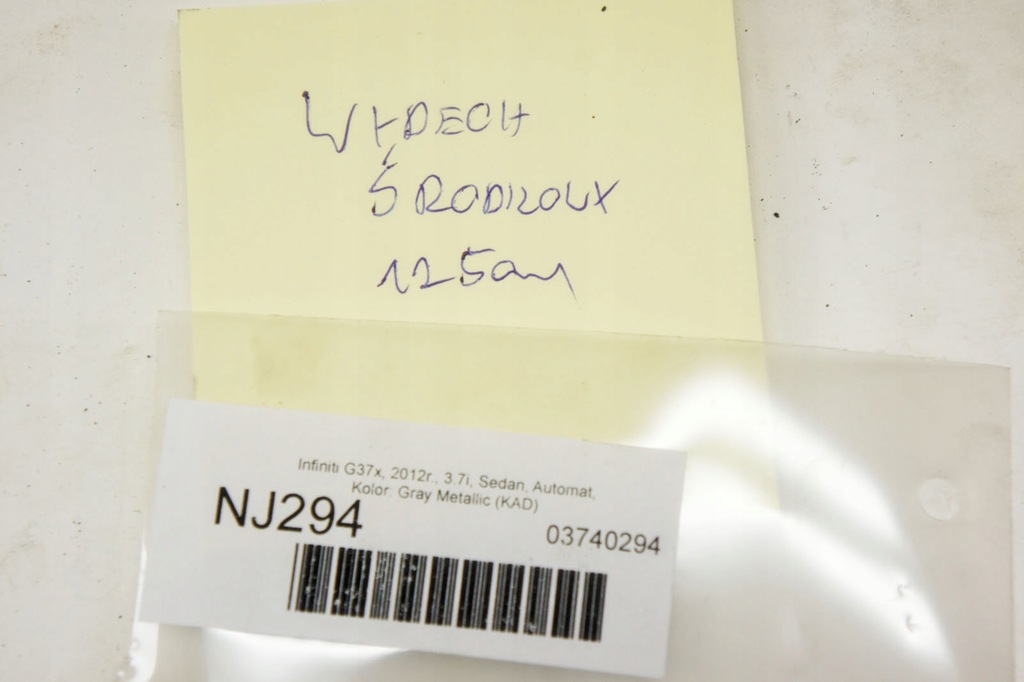 WYDECH
ŚRODKOWY
125cm
Infiniti G37x, 2012r., 3.7i, Sedan, Automat,
Kolor: Gray Metallic (KAD)
NJ294
03740294